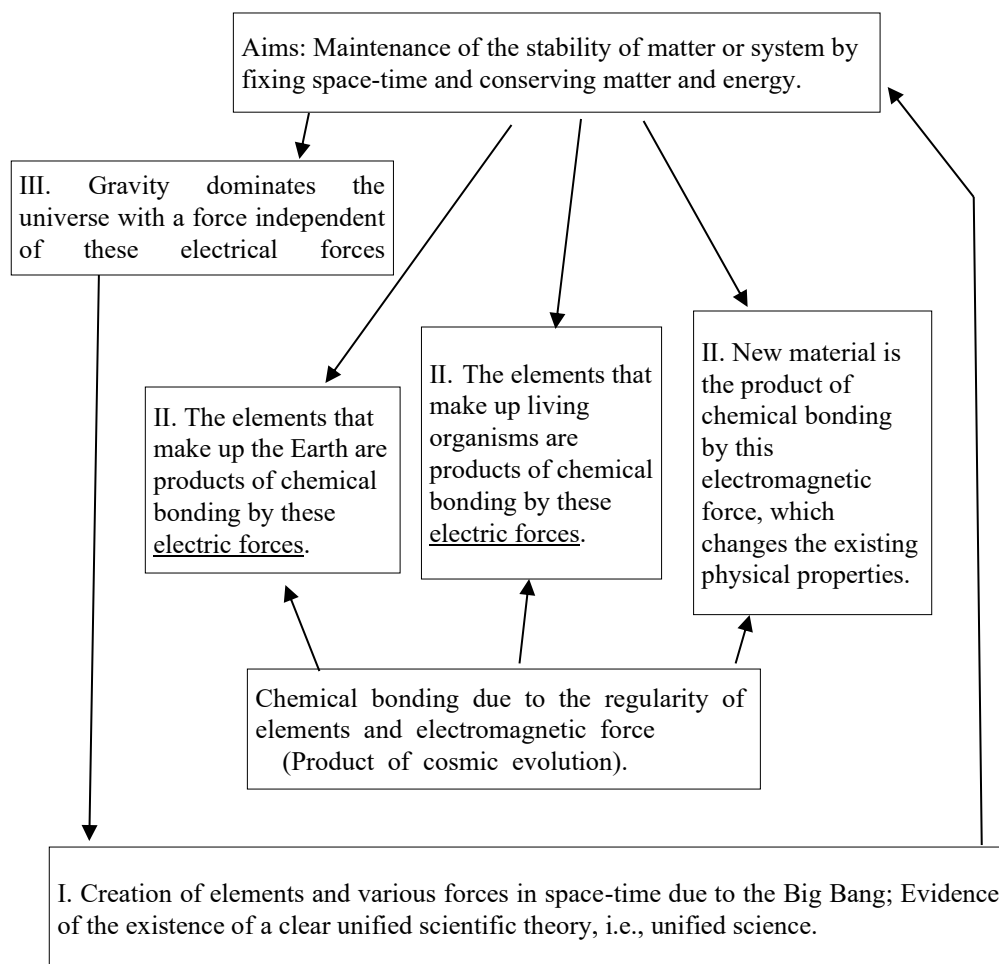 Aims: Maintenance of the stability of matter or system by
fixing space-time and conserving matter and energy.
III. Gravity dominates the
universe with a force independent
of these electrical forces
II. The elements that
make up the Earth are
products of chemical
bonding by these
electric forces.
II. The elements that
make up living
organisms are
products of chemical
bonding by these
electric forces.
II. New material is
the product of
chemical bonding
by this
electromagnetic
force, which
changes the existing
physical properties.
Chemical bonding due to the regularity of
elements and electromagnetic force
(Product of cosmic evolution).
I. Creation of elements and various forces in space-time due to the Big Bang; Evidence
of the existence of a clear unified scientific theory, i.e., unified science.